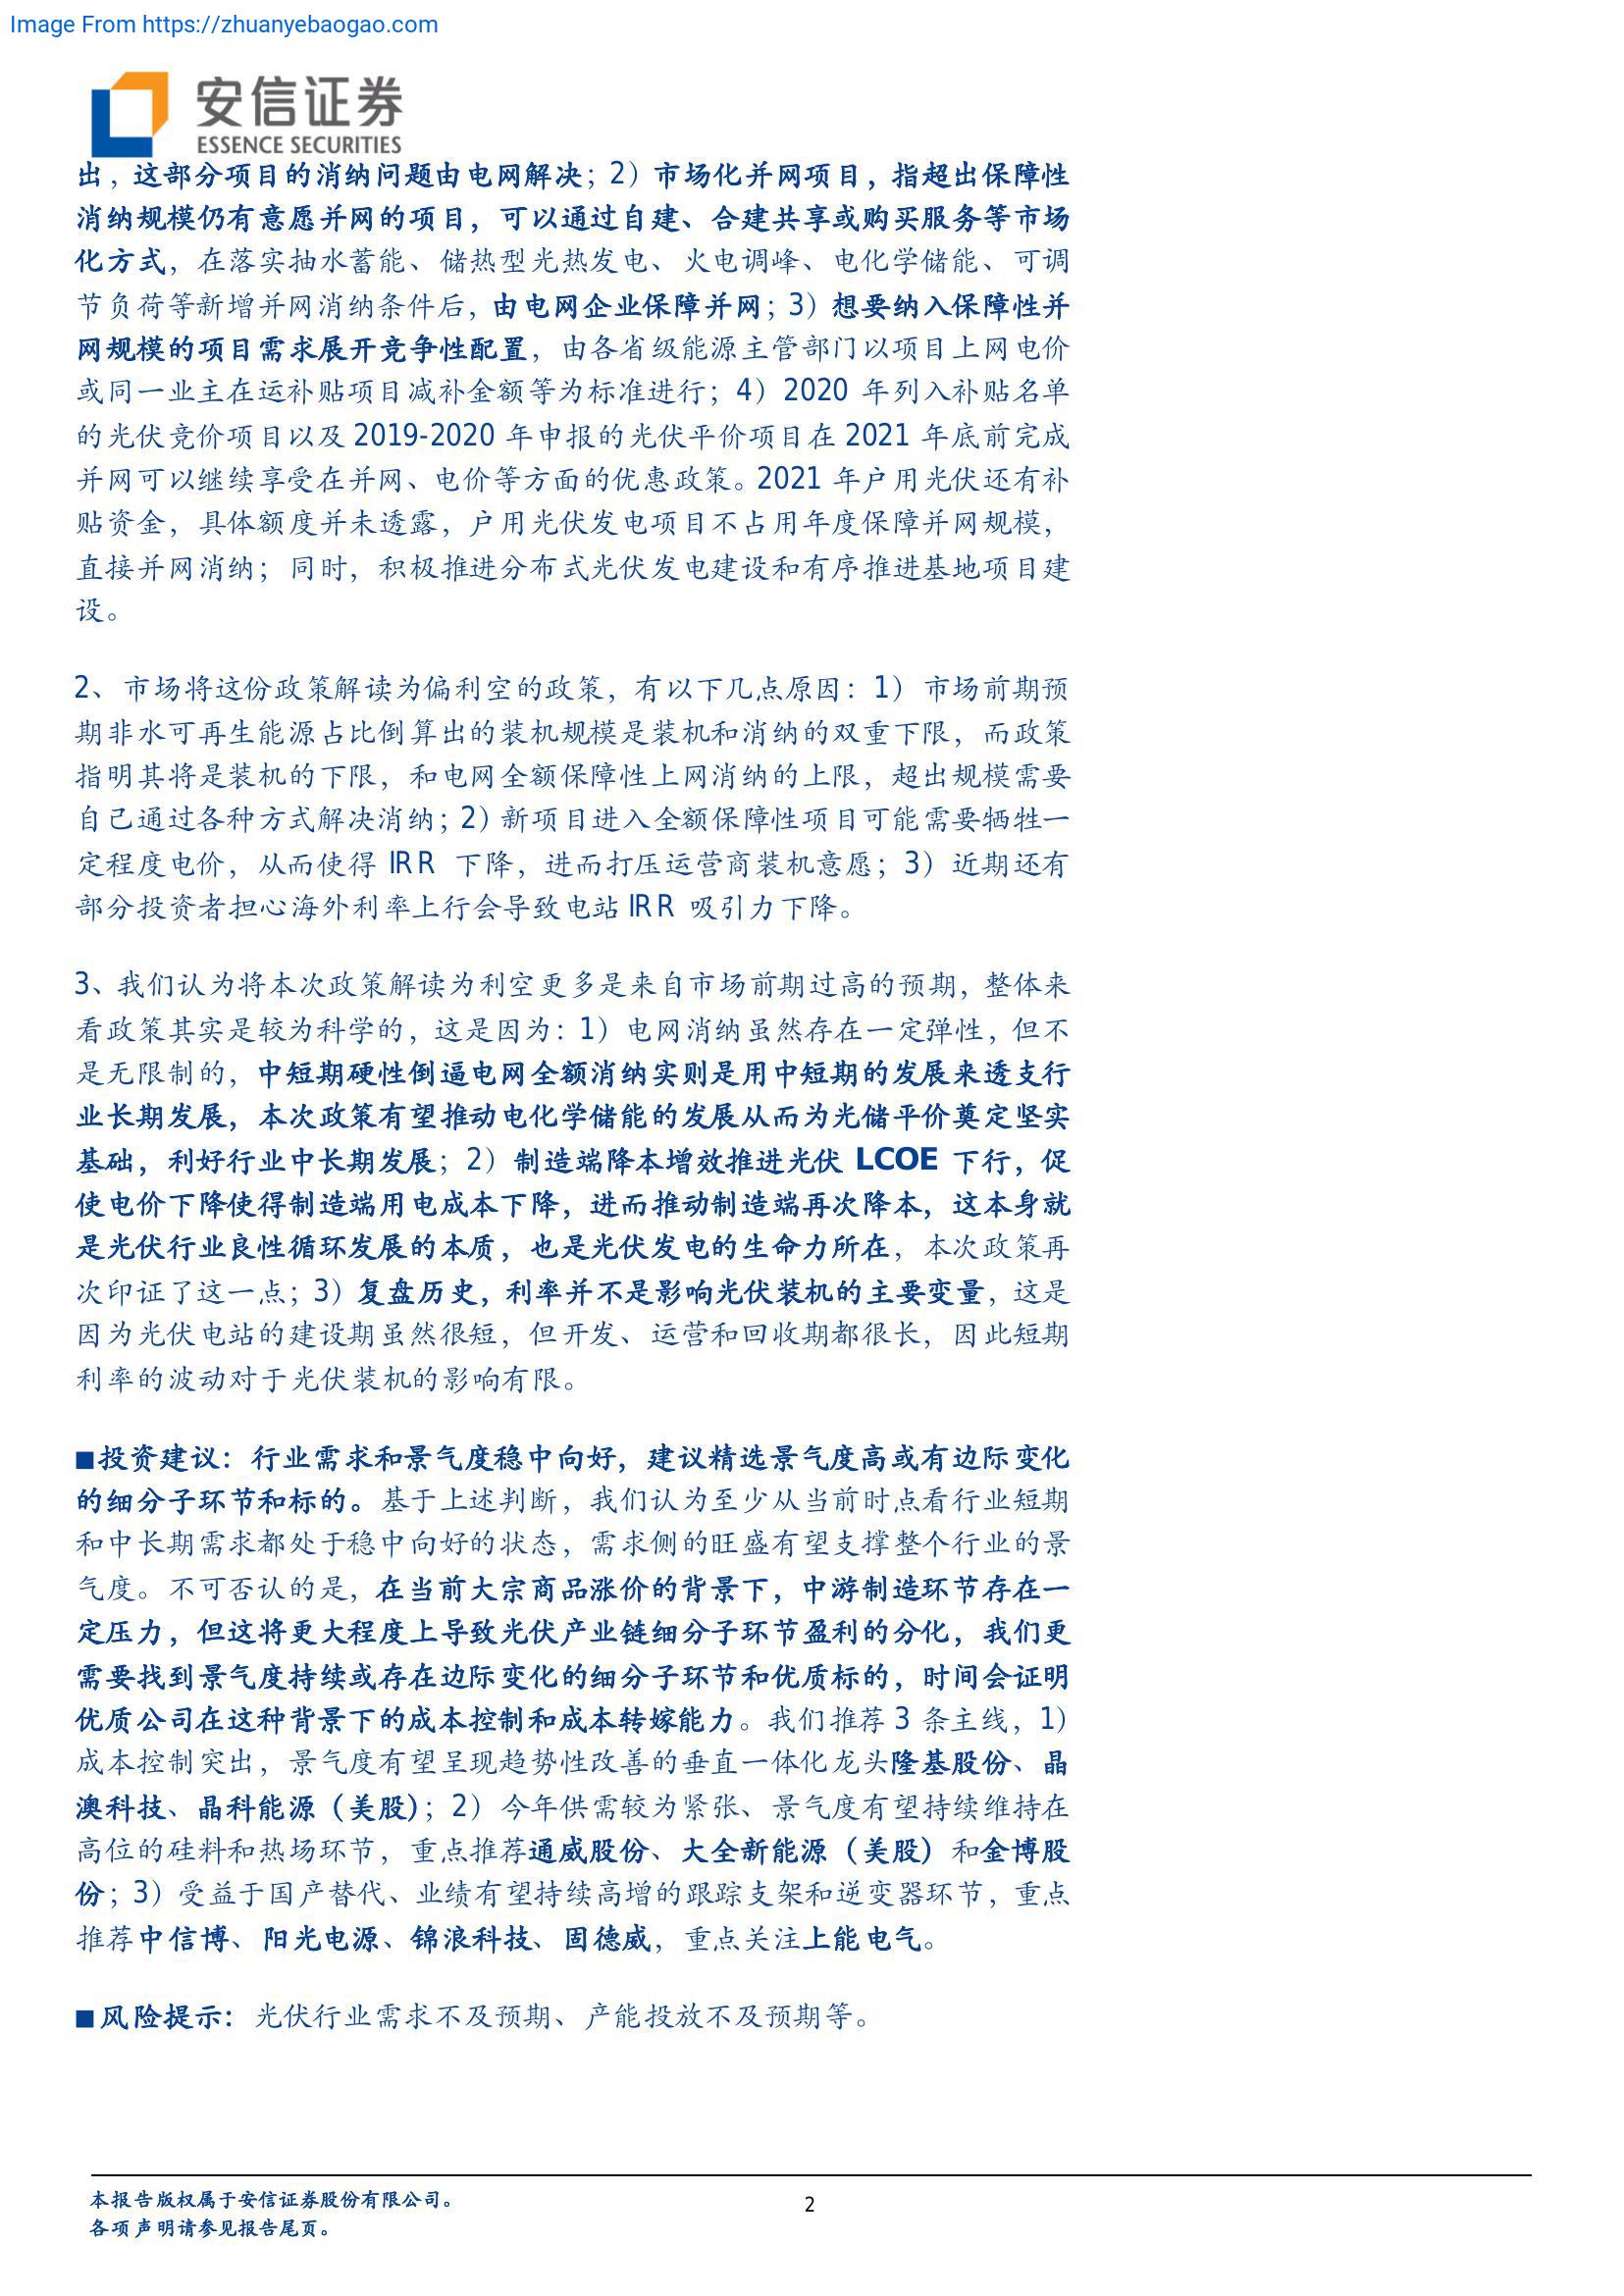 Image From https://zhuanyebaogao.com
安信证券
ESSENCE SECURITIES
出，这部分项目的消纳问题由电网解决；2）市场化并网项目，指超出保障性
消纳规模仍有意愿并网的项目，可以通过自建、合建共享或购买服务等市场
化方式，在落实抽水蓄能、储热型光热发电、火电调峰、电化学储能、可调
节负荷等新增并网消纳条件后，由电网企业保障并网；3）想要纳入保障性并
网规模的项目需求展开竞争性配置，由各省级能源主管部门以项目上网电价
或同一业主在运补贴项目减补金额等为标准进行；4）2020 年列入补贴名单
的光伏竞价项目以及 2019-2020 年申报的光伏平价项目在 2021 年底前完成
并网可以继续享受在并网、电价等方面的优惠政策。2021 年户用光伏还有补
贴资金，具体额度并未透露，户用光伏发电项目不占用年度保障并网规模，
直接并网消纳；同时，积极推进分布式光伏发电建设和有序推进基地项目建
设。
2、市场将这份政策解读为偏利空的政策，有以下几点原因：1）市场前期预
期非水可再生能源占比倒算出的装机规模是装机和消纳的双重下限，而政策
指明其将是装机的下限，和电网全额保障性上网消纳的上限，超出规模需要
自己通过各种方式解决消纳；2）新项目进入全额保障性项目可能需要牺牲一
定程度电价，从而使得 IRR 下降，进而打压运营商装机意愿；3）近期还有
部分投资者担心海外利率上行会导致电站 IRR 吸引力下降。
3、我们认为将本次政策解读为利空更多是来自市场前期过高的预期，整体来
看政策其实是较为科学的，这是因为：1）电网消纳虽然存在一定弹性，但不
是无限制的，中短期硬性倒逼电网全额消纳实则是用中短期的发展来透支行
业长期发展，本次政策有望推动电化学储能的发展从而为光储平价奠定坚实
基础，利好行业中长期发展；2）制造端降本增效推进光伏 LCOE 下行，促
使电价下降使得制造端用电成本下降，进而推动制造端再次降本，这本身就
是光伏行业良性循环发展的本质，也是光伏发电的生命力所在，本次政策再
次印证了这一点；3）复盘历史，利率并不是影响光伏装机的主要变量，这是
因为光伏电站的建设期虽然很短，但开发、运营和回收期都很长，因此短期
利率的波动对于光伏装机的影响有限。
■投资建议：行业需求和景气度稳中向好，建议精选景气度高或有边际变化
的细分子环节和标的。基于上述判断，我们认为至少从当前时点看行业短期
和中长期需求都处于稳中向好的状态，需求侧的旺盛有望支撑整个行业的景
气度。不可否认的是，在当前大宗商品涨价的背景下，中游制造环节存在一
定压力，但这将更大程度上导致光伏产业链细分子环节盈利的分化，我们更
需要找到景气度持续或存在边际变化的细分子环节和优质标的，时间会证明
优质公司在这种背景下的成本控制和成本转嫁能力。我们推荐 3 条主线，1）
成本控制突出，景气度有望呈现趋势性改善的垂直一体化龙头隆基股份、晶
澳科技、晶科能源（美股）；2）今年供需较为紧张、景气度有望持续维持在
高位的硅料和热场环节，重点推荐通威股份、大全新能源（美股）和金博股
份；3）受益于国产替代、业绩有望持续高增的跟踪支架和逆变器环节，重点
推荐中信博、阳光电源、锦浪科技、固德威，重点关注上能电气。
■风险提示：光伏行业需求不及预期、产能投放不及预期等。
本报告版权属于安信证券股份有限公司。
2
各项声明请参见报告尾页。